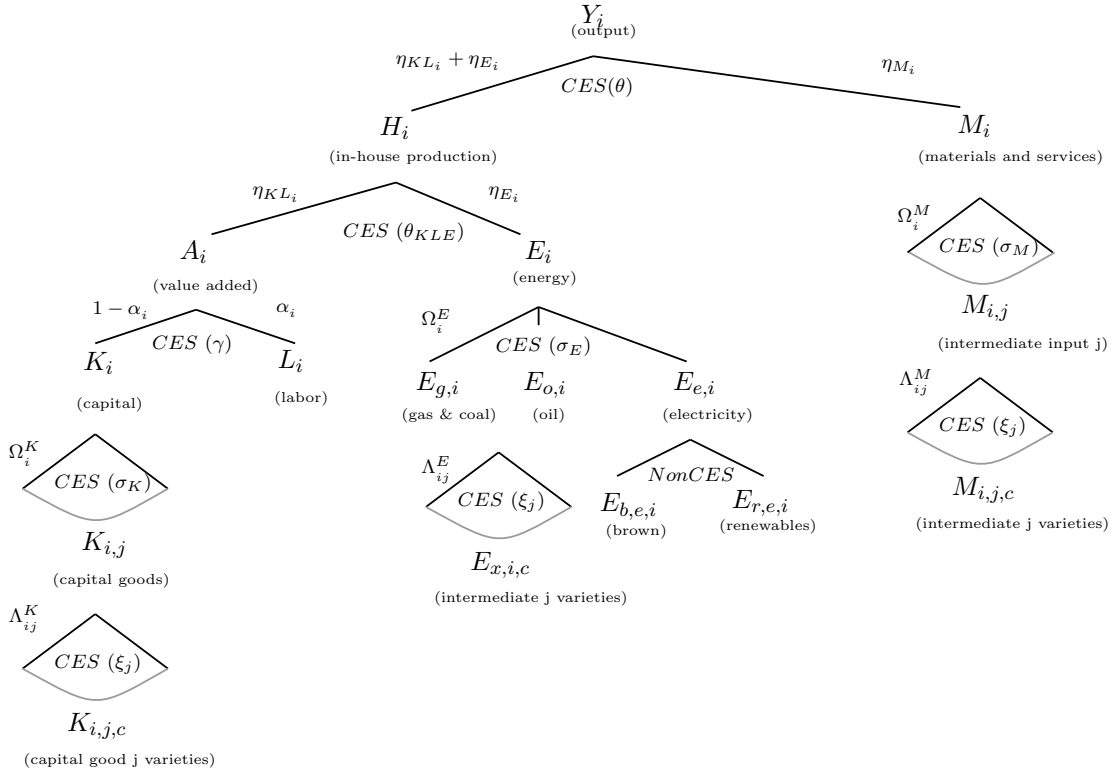 Y_i
(output)
η_{KL_i} + η_{E_i}
η_{M_i}
CES(θ)
H_i
(in-house production)
M_i
(materials and services)
η_{KL_i}
η_{E_i}
CES (θ_{KLE})
A_i
(value added)
E_i
(energy)
Ω_i^M
CES (σ_M)
M_{i,j}
(intermediate input j)
1 − α_i
α_i
CES (γ)
K_i
(capital)
L_i
(labor)
Ω_i^E
CES (σ_E)
E_{g,i}
(gas & coal)
E_{o,i}
(oil)
E_{e,i}
(electricity)
Λ_{ij}^M
CES (ξ_j)
M_{i,j,c}
(intermediate j varieties)
Ω_i^K
CES (σ_K)
K_{i,j}
(capital goods)
Λ_{ij}^E
CES (ξ_j)
E_{x,i,c}
(intermediate j varieties)
NonCES
E_{b,e,i}
(brown)
E_{r,e,i}
(renewables)
Λ_{ij}^K
CES (ξ_j)
K_{i,j,c}
(capital good j varieties)